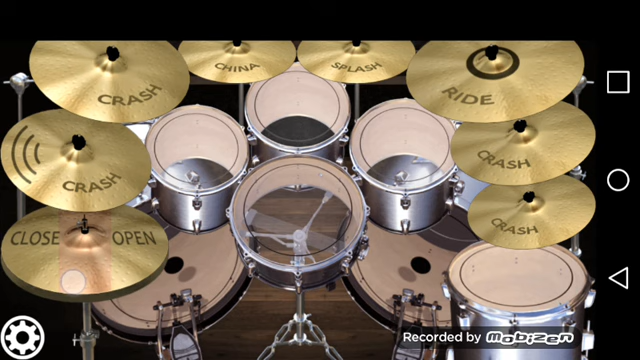 CHINA
SPLASH
CRASH
RIDE
CRASH
CRASH
CRASH
CLOSE OPEN
Recorded by Mobizen